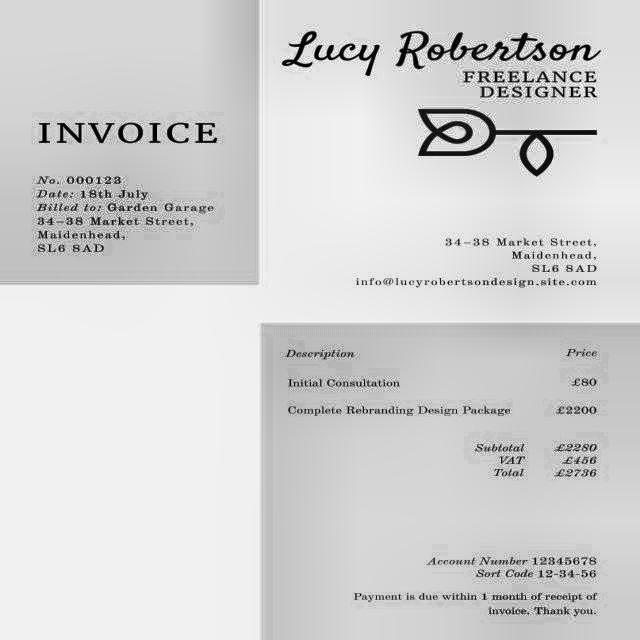 INVOICE
No. 000123
Date: 18th July
Billed to: Garden Garage
34–38 Market Street,
Maidenhead,
SL6 8AD
Lucy Robertson
FREELANCE
DESIGNER
34–38 Market Street,
Maidenhead,
SL6 8AD
info@lucyrobertsondesign.site.com
Description Price
Initial Consultation £80
Complete Rebranding Design Package £2200
Subtotal £2280
VAT £456
Total £2736
Account Number 12345678
Sort Code 12-34-56
Payment is due within 1 month of receipt of
invoice. Thank you.